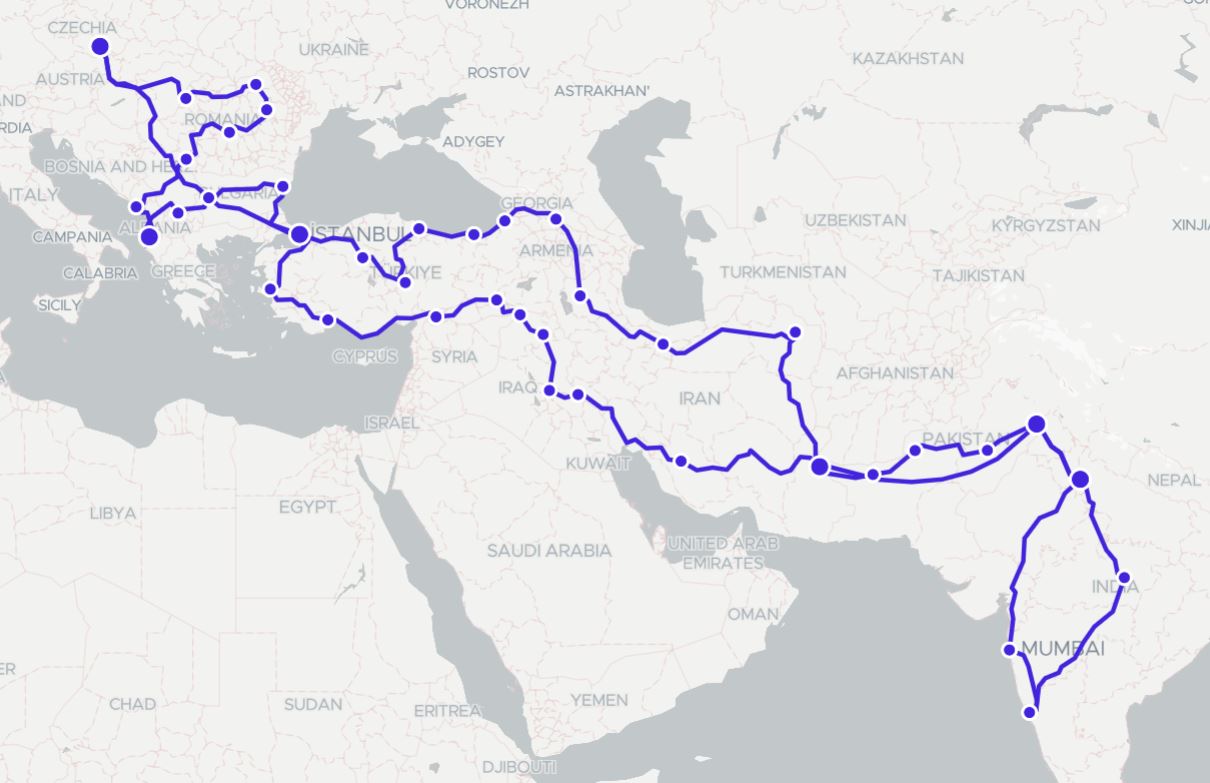 VORONEZH
CZECHIA
UKRAINE
KAZAKHSTAN
ROSTOV
AUSTRIA
ASTRAKHAN'
AND
ROMANIA
RDIA
ADYGEY
BOSNIA AND HERZ.
ITALY
BULGARIA
GEORGIA
UZBEKISTAN
KYRGYZSTAN
XINJIA
ALBANIA
CAMPANIA
İSTANBUL
ARMENIA
CALABRIA
GREECE
TÜRKIYE
TURKMENISTAN
TAJIKISTAN
SICILY
CYPRUS
SYRIA
AFGHANISTAN
IRAQ
IRAN
ISRAEL
PAKISTAN
KUWAIT
NEPAL
EGYPT
LIBYA
SAUDI ARABIA
UNITED ARAB
EMIRATES
INDIA
OMAN
MUMBAI
ER
CHAD
SUDAN
ERITREA
YEMEN
DJIBOUTI